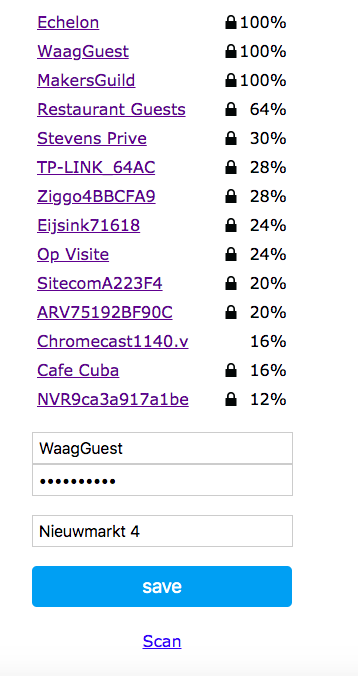 Echelon 100%
WaagGuest 100%
MakersGuild 100%
Restaurant Guests 64%
Stevens Prive 30%
TP-LINK_64AC 28%
Ziggo4BBCFA9 28%
Eijsink71618 24%
Op Visite 24%
SitecomA223F4 20%
ARV75192BF90C 20%
Chromecast1140.v 16%
Cafe Cuba 16%
NVR9ca3a917a1be 12%
WaagGuest
••••••••••
Nieuwmarkt 4
save
Scan